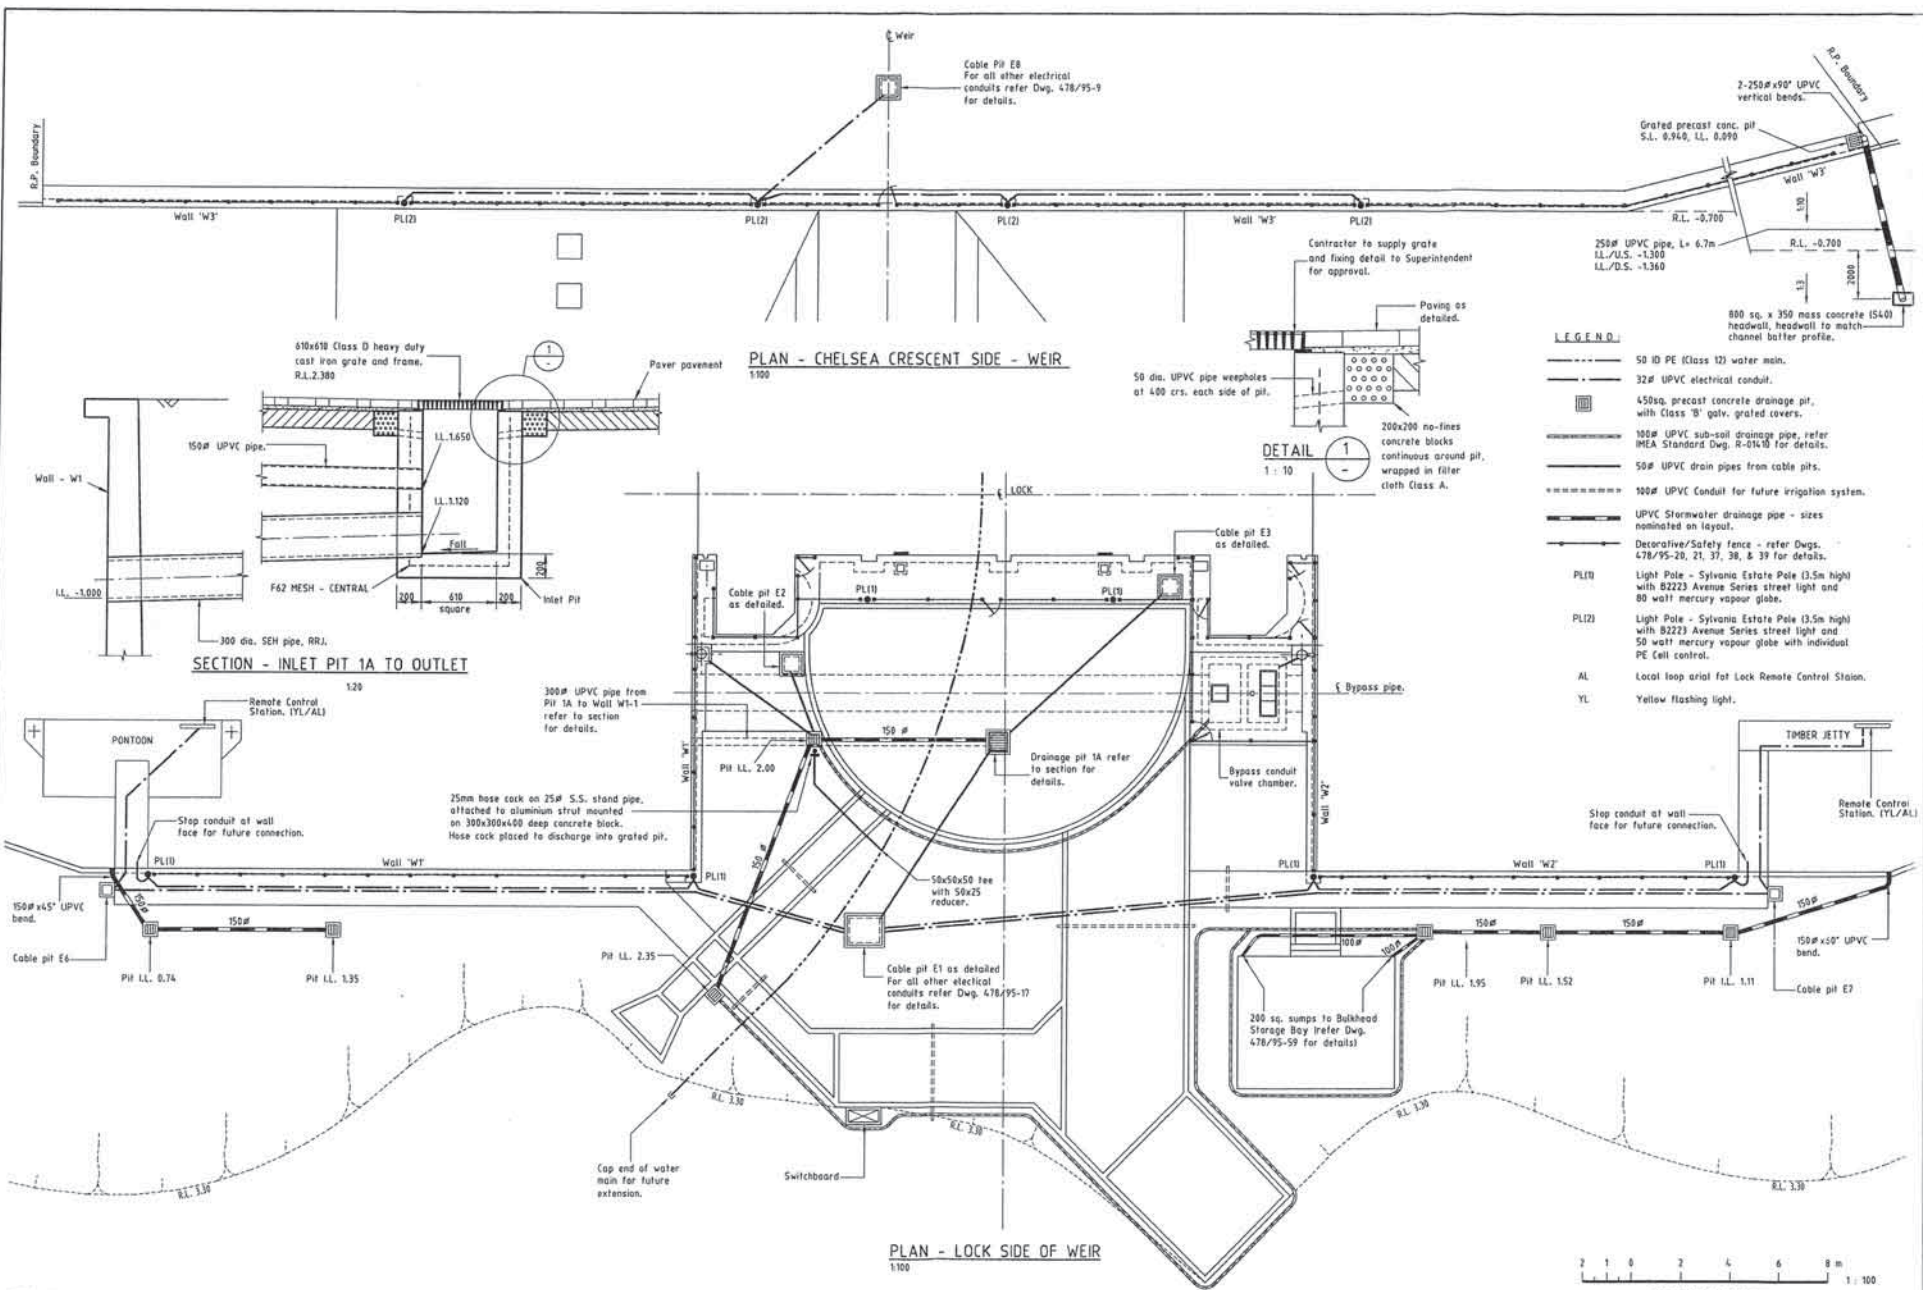 ℄ Weir
Cable Pit E8
For all other electrical
conduits refer Dwg. 478/95-9
for details.
R.P. Boundary
2-250Ø x90° UPVC
vertical bends.
Grated precast conc. pit
S.L. 0.940, I.L. 0.090
R.P. Boundary
Wall 'W3'
PL(2)
PL(2)
PL(2)
Wall 'W3'
PL(2)
Wall 'W3'
R.L. -0.700
1:10
250Ø UPVC pipe, L= 6.7m
I.L./U.S. -1.300
I.L./D.S. -1.360
R.L. -0.700
2000
1:3
800 sq. x 350 mass concrete (S40)
headwall, headwall to match
channel batter profile.
PLAN - CHELSEA CRESCENT SIDE - WEIR
1:100
Contractor to supply grate
and fixing detail to Superintendent
for approval.
Paving as
detailed.
50 dia. UPVC pipe weepholes
at 400 crs. each side of pit.
200x200 no-fines
concrete blocks
continuous around pit,
wrapped in filter
cloth Class A.
DETAIL 1
1 : 10 -
610x610 Class D heavy duty
cast iron grate and frame.
R.L.2.380
1
-
Paver pavement
150Ø UPVC pipe.
I.L.1.650
Wall - W1
I.L.1.120
Fall
I.L. -1.000
F62 MESH - CENTRAL
200
200 610 200
square
Inlet Pit
300 dia. SEH pipe, RRJ.
SECTION - INLET PIT 1A TO OUTLET
1:20
LEGEND:
50 ID PE (Class 12) water main.
32Ø UPVC electrical conduit.
450sq. precast concrete drainage pit,
with Class 'B' galv. grated covers.
100Ø UPVC sub-soil drainage pipe, refer
IMEA Standard Dwg. R-01410 for details.
50Ø UPVC drain pipes from cable pits.
100Ø UPVC Conduit for future irrigation system.
UPVC Stormwater drainage pipe - sizes
nominated on layout.
Decorative/Safety fence - refer Dwgs.
478/95-20, 21, 37, 38, & 39 for details.
PL(1) Light Pole - Sylvania Estate Pole (3.5m high)
with B2223 Avenue Series street light and
80 watt mercury vapour globe.
PL(2) Light Pole - Sylvania Estate Pole (3.5m high)
with B2223 Avenue Series street light and
50 watt mercury vapour globe with individual
PE Cell control.
AL Local loop arial fot Lock Remote Control Staion.
YL Yellow flashing light.
℄ LOCK
Cable pit E3
as detailed.
Cable pit E2
as detailed.
PL(1)
PL(1)
300Ø UPVC pipe from
Pit 1A to Wall W1-1
refer to section
for details.
℄ Bypass pipe.
Remote Control
Station. (YL/AL)
PONTOON
150 Ø
Wall 'W1'
Pit I.L. 2.00
Drainage pit 1A refer
to section for
details.
Bypass conduit
valve chamber.
Wall 'W2'
TIMBER JETTY
Remote Control
Station. (YL/AL)
25mm hose cock on 25Ø S.S. stand pipe,
attached to aluminium strut mounted
on 300x300x400 deep concrete block.
Hose cock placed to discharge into grated pit.
Stop conduit at wall
face for future connection.
Stop conduit at wall
face for future connection.
PL(1)
Wall 'W1'
PL(1)
150 Ø
50x50x50 tee
with 50x25
reducer.
PL(1)
Wall 'W2'
PL(1)
150Ø x45° UPVC
bend.
150Ø
150Ø
Cable pit E6
Pit I.L. 0.74
Pit I.L. 1.35
Pit I.L. 2.35
Cable pit E1 as detailed
For all other electical
conduits refer Dwg. 478/95-17
for details.
100Ø
100Ø
150Ø
150Ø
150Ø
150Ø x60° UPVC
bend.
Pit I.L. 1.95
Pit I.L. 1.52
Pit I.L. 1.11
Cable pit E7
200 sq. sumps to Bulkhead
Storage Bay (refer Dwg.
478/95-59 for details)
R.L. 3.30
R.L. 3.30
R.L. 3.30
R.L. 3.30
R.L. 3.30
Cap end of water
main for future
extension.
Switchboard
PLAN - LOCK SIDE OF WEIR
1:100
2 1 0 2 4 6 8 m
1 : 100